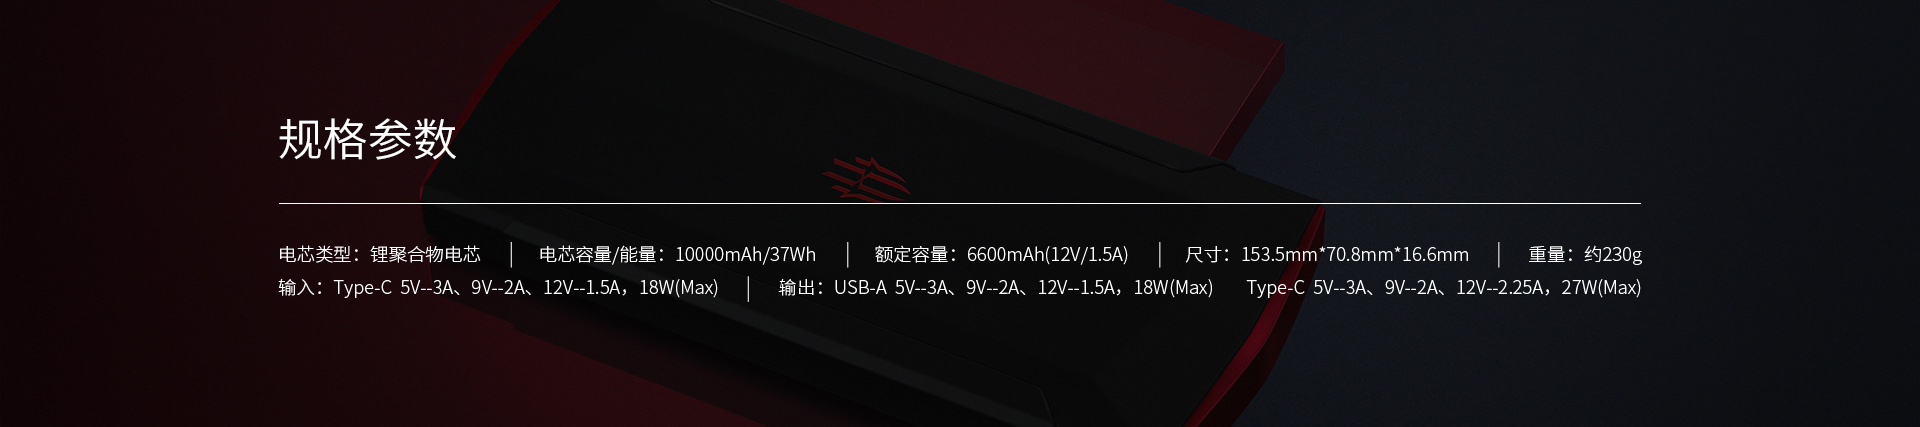 规格参数
电芯类型：锂聚合物电芯 | 电芯容量/能量：10000mAh/37Wh | 额定容量：6600mAh(12V/1.5A) | 尺寸：153.5mm*70.8mm*16.6mm | 重量：约230g
输入：Type-C 5V--3A、9V--2A、12V--1.5A，18W(Max) | 输出：USB-A 5V--3A、9V--2A、12V--1.5A，18W(Max) Type-C 5V--3A、9V--2A、12V--2.25A，27W(Max)